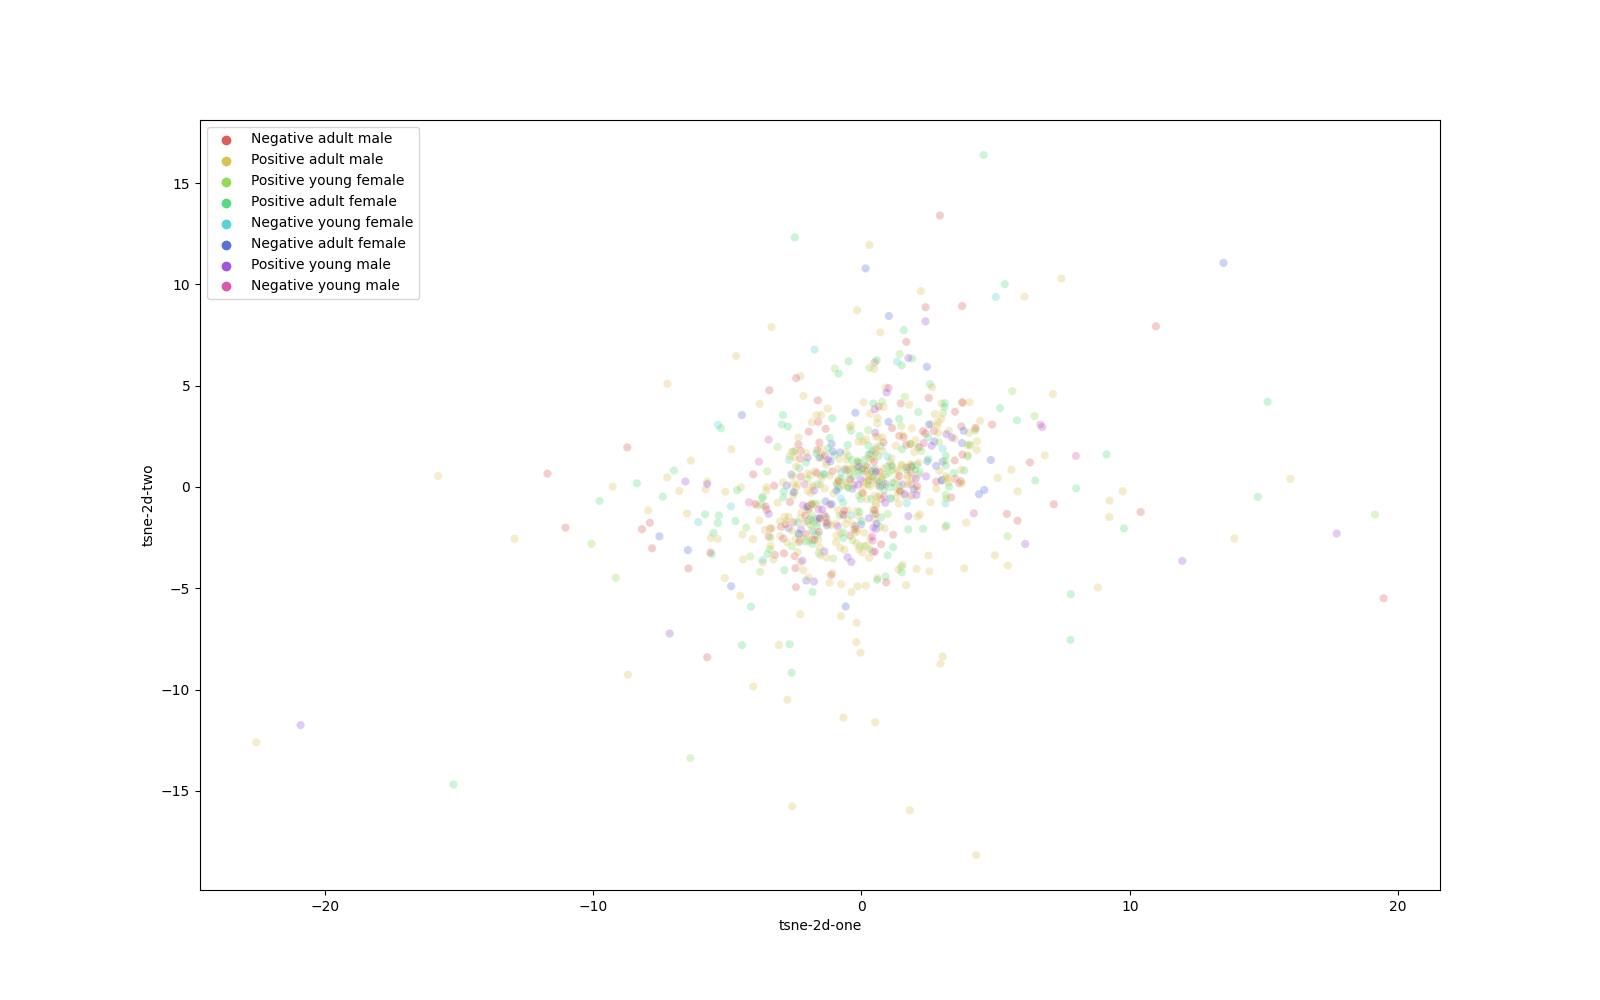 Negative adult male
Positive adult male
Positive young female
Positive adult female
Negative young female
Negative adult female
Positive young male
Negative young male
15
10
5
0
−5
−10
−15
tsne-2d-two
−20
−10
0
10
20
tsne-2d-one